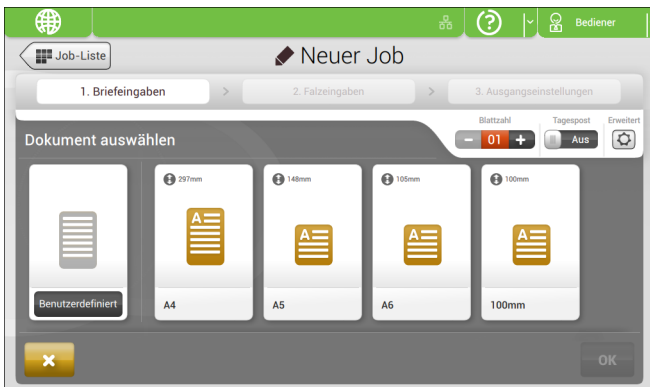 Bediener
Job-Liste
Neuer Job
1. Briefeingaben > 2. Falzeingaben > 3. Ausgangseinstellungen
Dokument auswählen
Blattzahl
Tagespost
Erweitert
- 01 +
Aus
297mm
148mm
105mm
100mm
Benutzerdefiniert
A4
A5
A6
100mm
OK